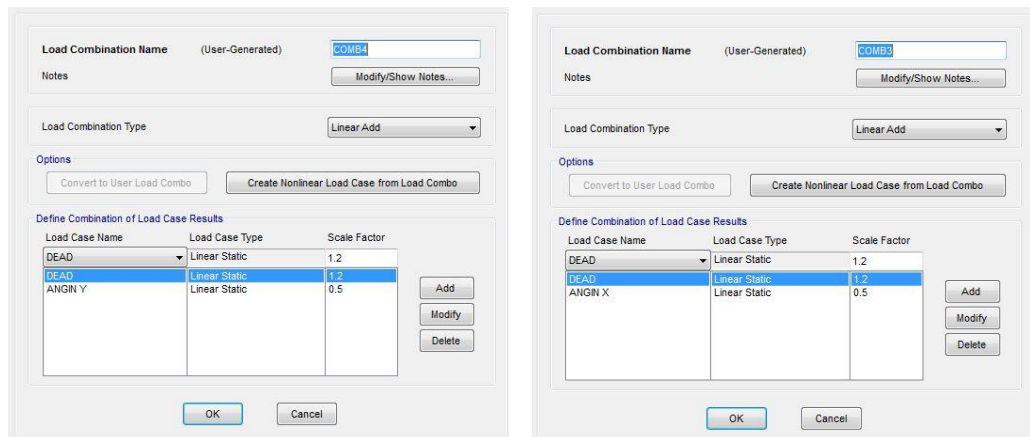 Load Combination Name (User-Generated) COMB4
Notes Modify/Show Notes...
Load Combination Type Linear Add
Options
Convert to User Load Combo Create Nonlinear Load Case from Load Combo
Define Combination of Load Case Results
Load Case Name Load Case Type Scale Factor
DEAD Linear Static 1.2
DEAD Linear Static 1.2
ANGIN Y Linear Static 0.5
Add
Modify
Delete
OK Cancel
Load Combination Name (User-Generated) COMB3
Notes Modify/Show Notes...
Load Combination Type Linear Add
Options
Convert to User Load Combo Create Nonlinear Load Case from Load Combo
Define Combination of Load Case Results
Load Case Name Load Case Type Scale Factor
DEAD Linear Static 1.2
DEAD Linear Static 1.2
ANGIN X Linear Static 0.5
Add
Modify
Delete
OK Cancel